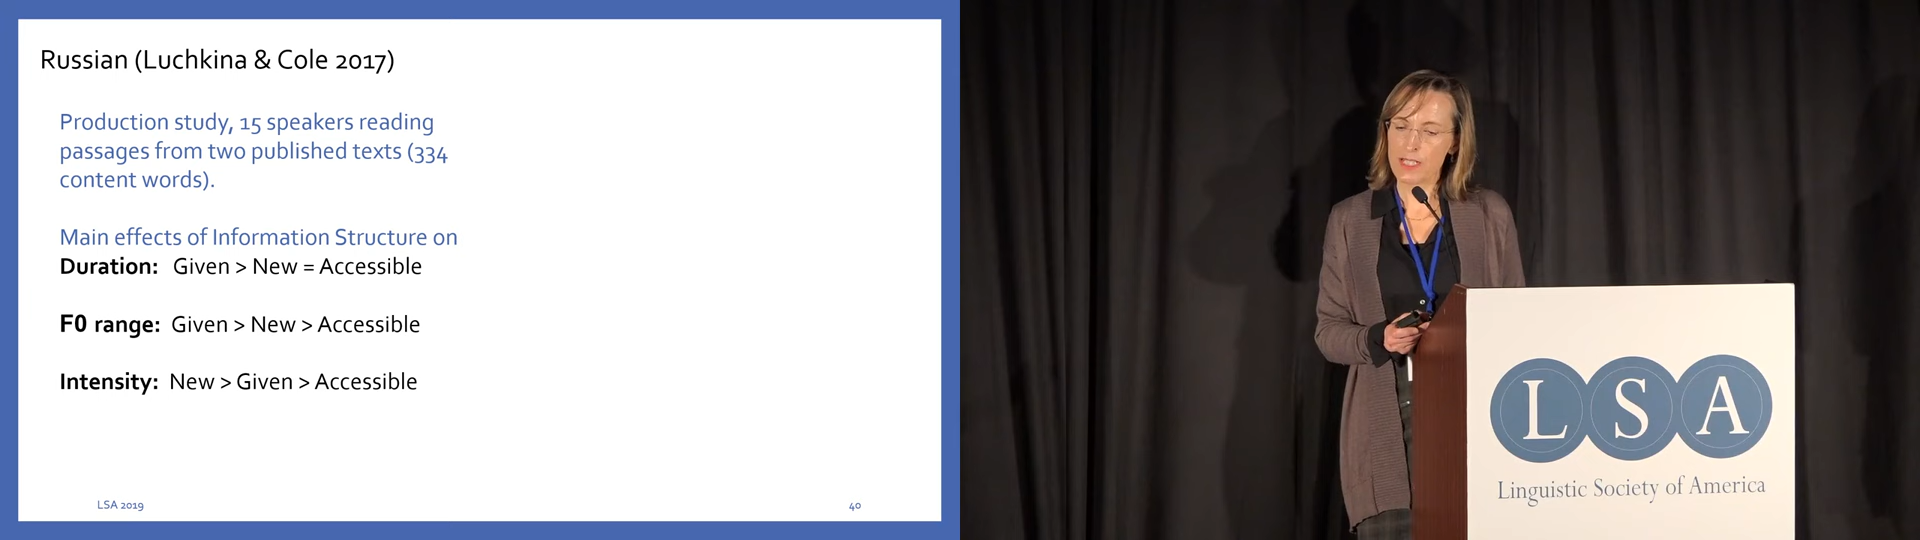 Russian (Luchkina & Cole 2017)
Production study, 15 speakers reading
passages from two published texts (334
content words).
Main effects of Information Structure on
Duration: Given > New = Accessible
F0 range: Given > New > Accessible
Intensity: New > Given > Accessible
LSA 2019
40
LSA
Linguistic Society of America